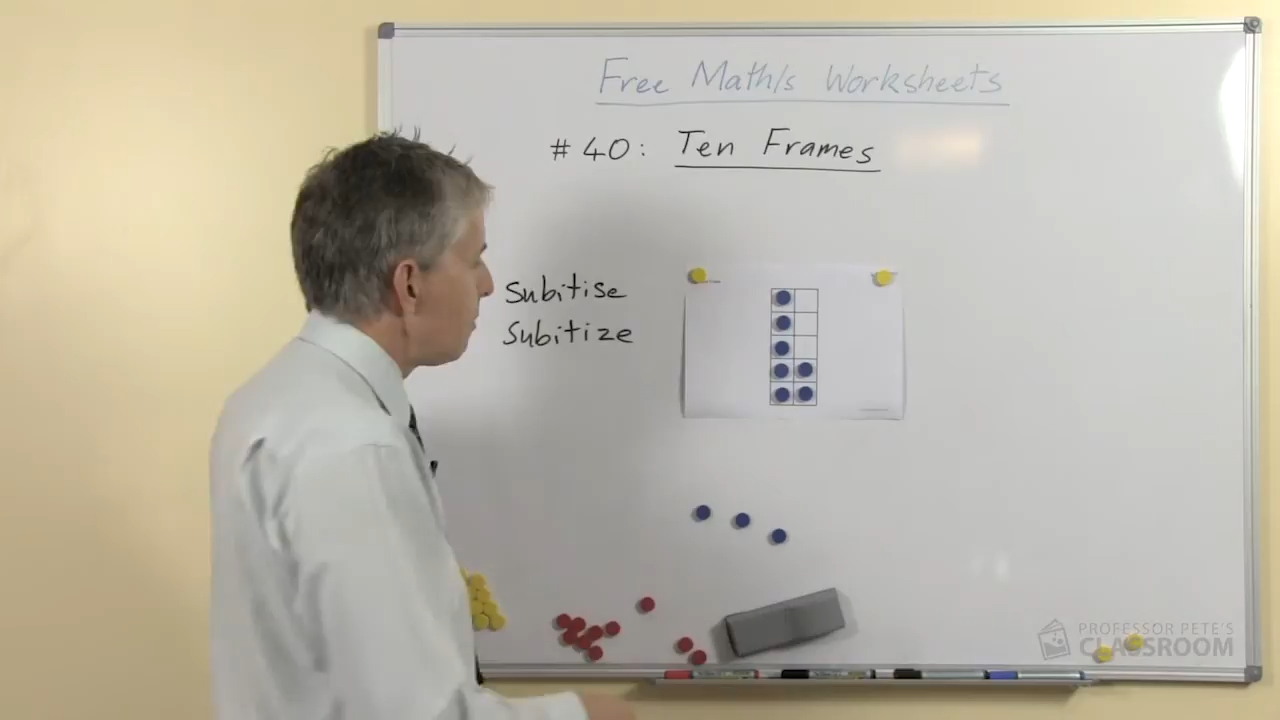 Free Math/s Worksheets
#40: Ten Frames
Subitise
Subitize
PROFESSOR PETE'S
CLASSROOM